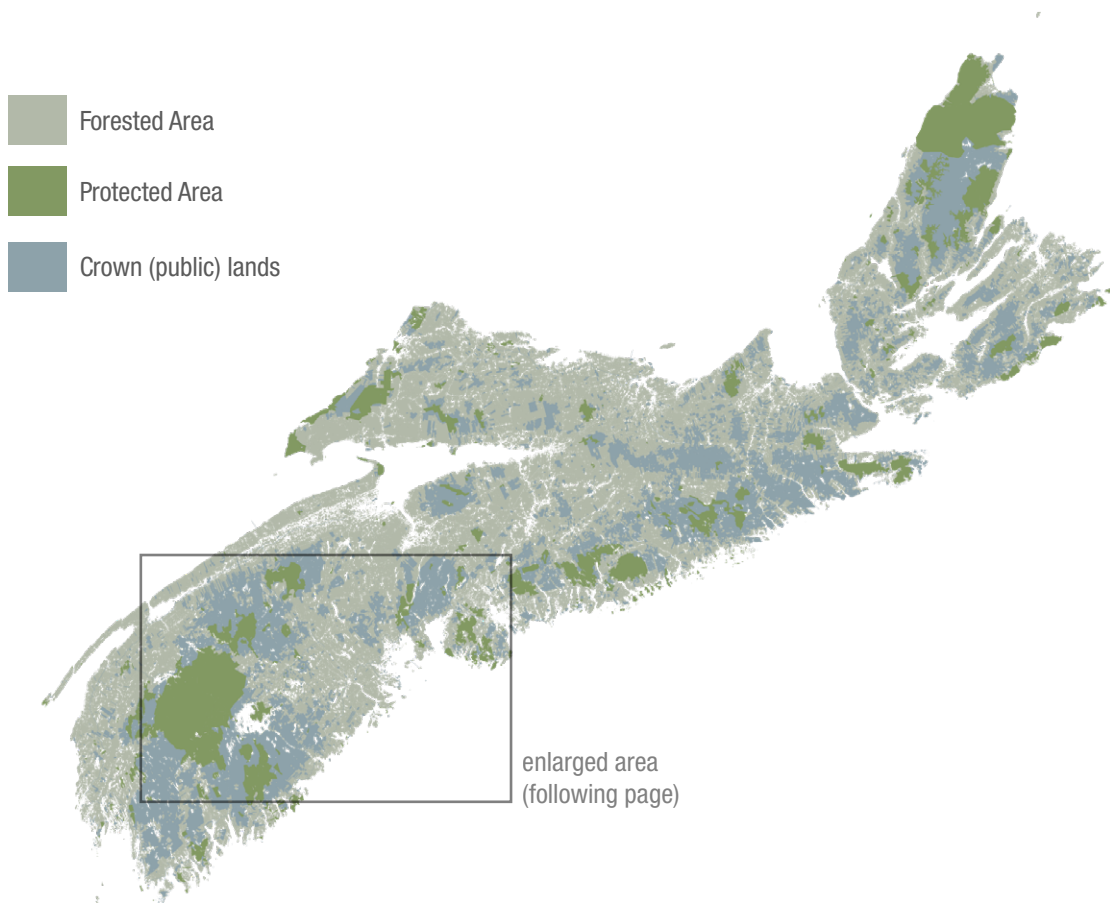 Forested Area
Protected Area
Crown (public) lands
enlarged area
(following page)